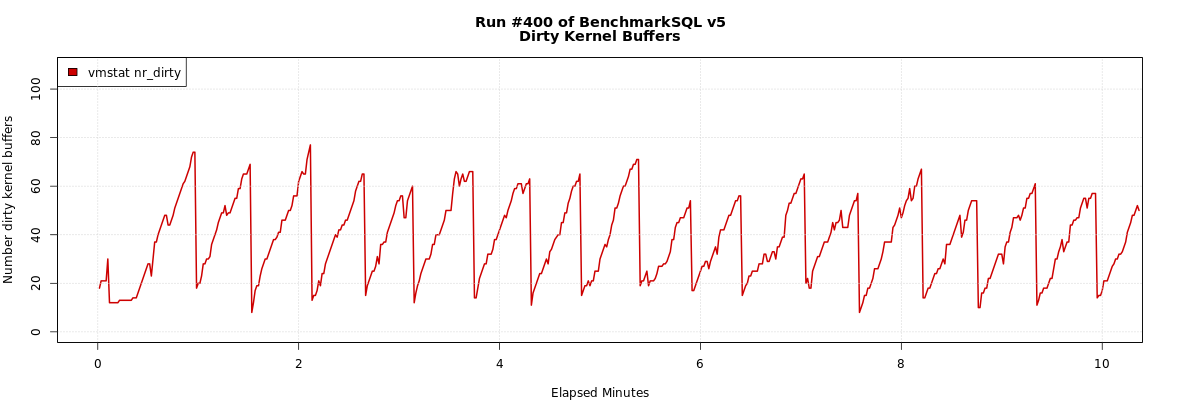 Run #400 of BenchmarkSQL v5
Dirty Kernel Buffers
vmstat nr_dirty
Number dirty kernel buffers
100
80
60
40
20
0
0 2 4 6 8 10
Elapsed Minutes